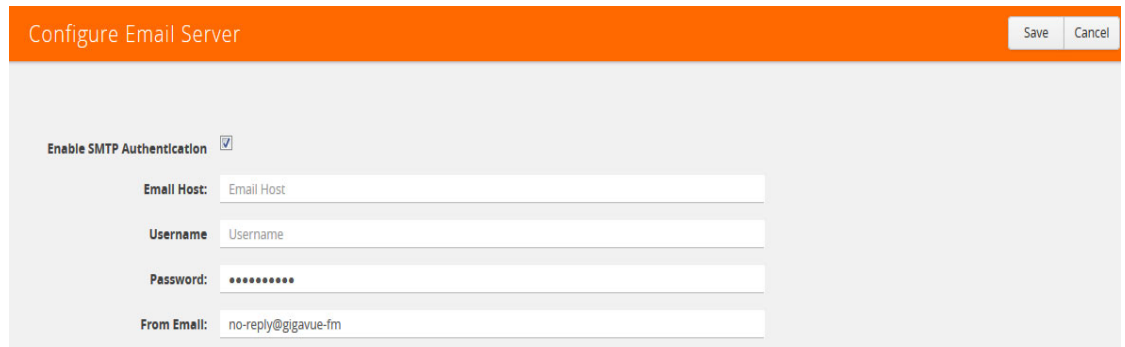 Configure Email Server
Save Cancel
Enable SMTP Authentication
Email Host: Email Host
Username Username
Password: ••••••••••
From Email: no-reply@gigavue-fm